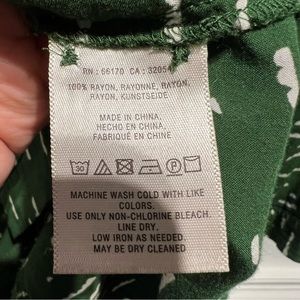 RN : 66170 CA : 32054
100% RAYON, RAYONNE, RAYON,
RAYON, KUNSTSEIDE
MADE IN CHINA,
HECHO EN CHINA,
FABRIQUÉ EN CHINE
30
MACHINE WASH COLD WITH LIKE
COLORS.
USE ONLY NON-CHLORINE BLEACH.
LINE DRY.
LOW IRON AS NEEDED
MAY BE DRY CLEANED